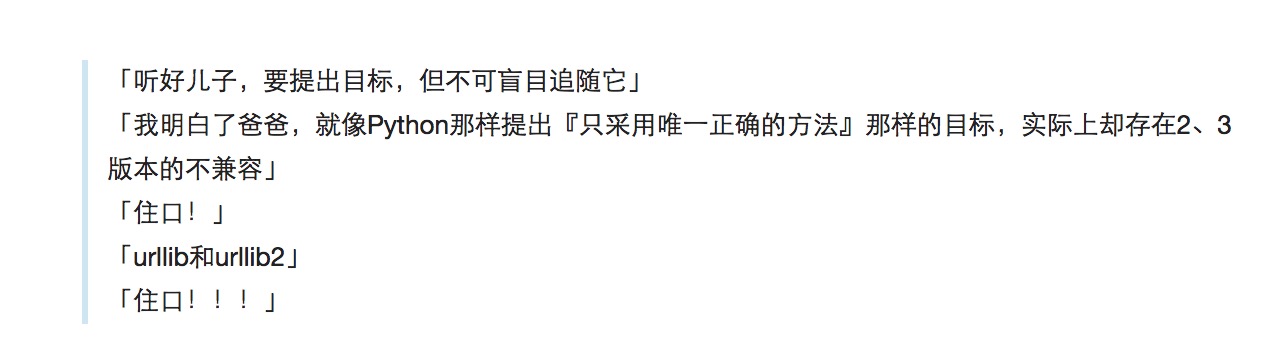 「听好儿子，要提出目标，但不可盲目追随它」
「我明白了爸爸，就像Python那样提出『只采用唯一正确的方法』那样的目标，实际上却存在2、3
版本的不兼容」
「住口！」
「urllib和urllib2」
「住口！！！」